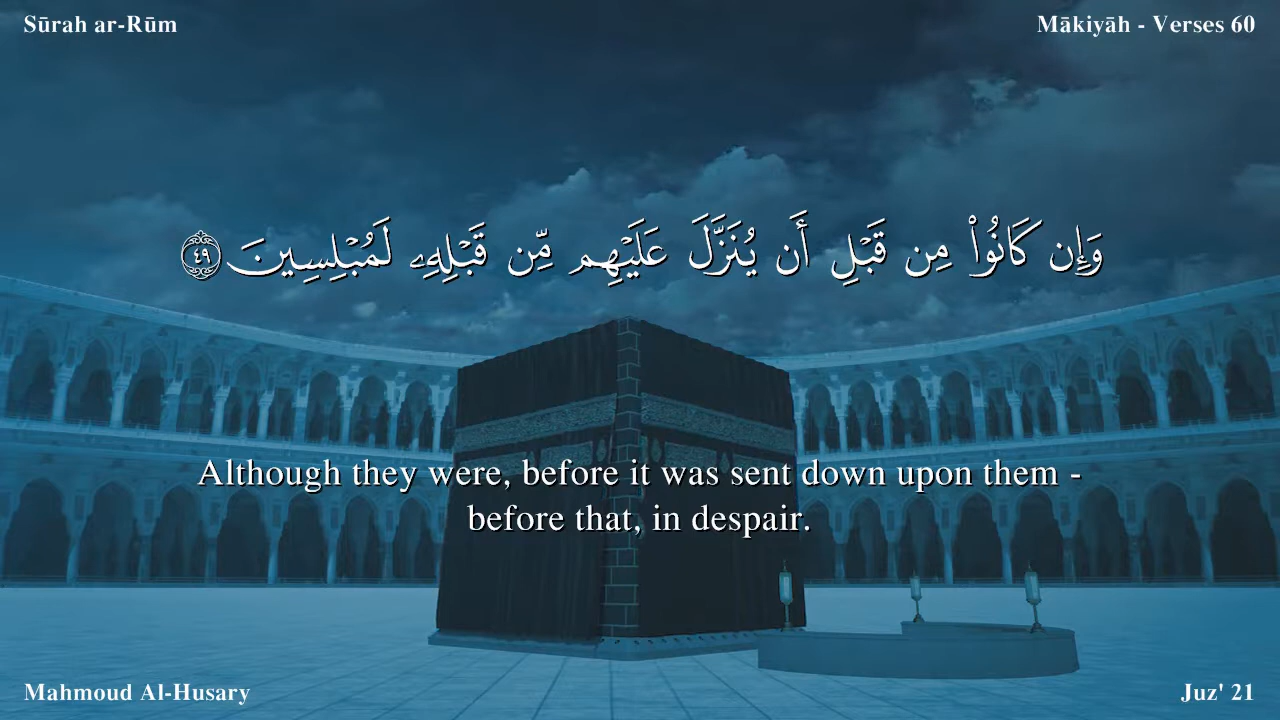 Sūrah ar-Rūm
Mākiyāh - Verses 60
وَإِن كَانُوا۟ مِن قَبْلِ أَن يُنَزَّلَ عَلَيْهِم مِّن قَبْلِهِۦ لَمُبْلِسِينَ ٤٩
Although they were, before it was sent down upon them -
before that, in despair.
Mahmoud Al-Husary
Juz' 21